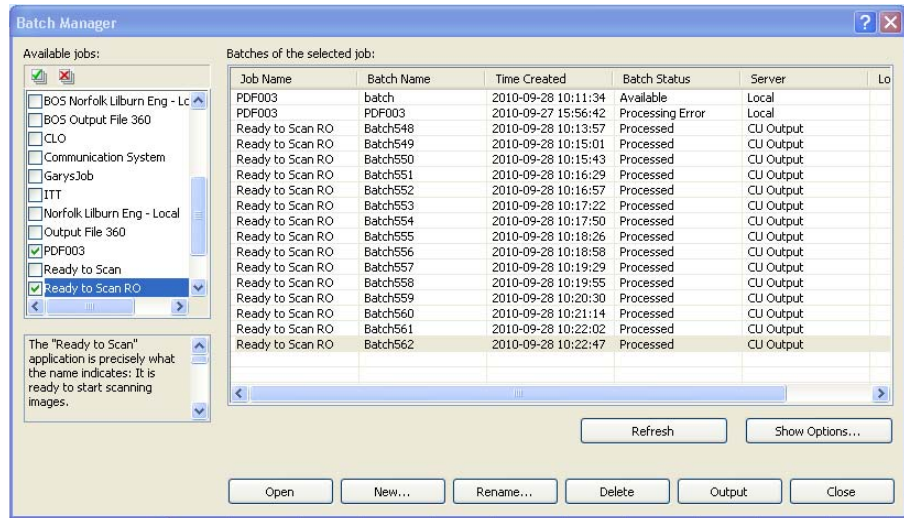 Batch Manager
Available jobs:
BOS Norfolk Lilburn Eng - Lc
BOS Output File 360
CLO
Communication System
GarysJob
ITT
Norfolk Lilburn Eng - Local
Output File 360
PDF003
Ready to Scan
Ready to Scan RO
The "Ready to Scan"
application is precisely what
the name indicates: It is
ready to start scanning
images.
Batches of the selected job:
Job Name Batch Name Time Created Batch Status Server Lo
PDF003 batch 2010-09-28 10:11:34 Available Local
PDF003 PDF003 2010-09-27 15:56:42 Processing Error Local
Ready to Scan RO Batch548 2010-09-28 10:13:57 Processed CU Output
Ready to Scan RO Batch549 2010-09-28 10:15:01 Processed CU Output
Ready to Scan RO Batch550 2010-09-28 10:15:43 Processed CU Output
Ready to Scan RO Batch551 2010-09-28 10:16:29 Processed CU Output
Ready to Scan RO Batch552 2010-09-28 10:16:57 Processed CU Output
Ready to Scan RO Batch553 2010-09-28 10:17:22 Processed CU Output
Ready to Scan RO Batch554 2010-09-28 10:17:50 Processed CU Output
Ready to Scan RO Batch555 2010-09-28 10:18:26 Processed CU Output
Ready to Scan RO Batch556 2010-09-28 10:18:58 Processed CU Output
Ready to Scan RO Batch557 2010-09-28 10:19:29 Processed CU Output
Ready to Scan RO Batch558 2010-09-28 10:19:55 Processed CU Output
Ready to Scan RO Batch559 2010-09-28 10:20:30 Processed CU Output
Ready to Scan RO Batch560 2010-09-28 10:21:14 Processed CU Output
Ready to Scan RO Batch561 2010-09-28 10:22:02 Processed CU Output
Ready to Scan RO Batch562 2010-09-28 10:22:47 Processed CU Output
Refresh Show Options...
Open New... Rename... Delete Output Close